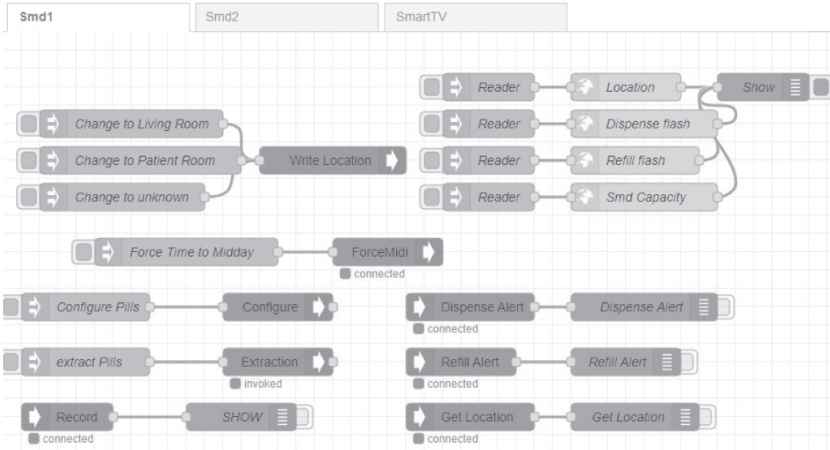 Smd1
Smd2
SmartTV
Reader
Location
Show
Change to Living Room
Reader
Dispense flash
Change to Patient Room
Write Location
Reader
Refill flash
Change to unknown
Reader
Smd Capacity
Force Time to Midday
ForceMidi
connected
Configure Pills
Configure
Dispense Alert
Dispense Alert
connected
extract Pills
Extraction
Refill Alert
Refill Alert
invoked
connected
Record
SHOW
Get Location
Get Location
connected
connected